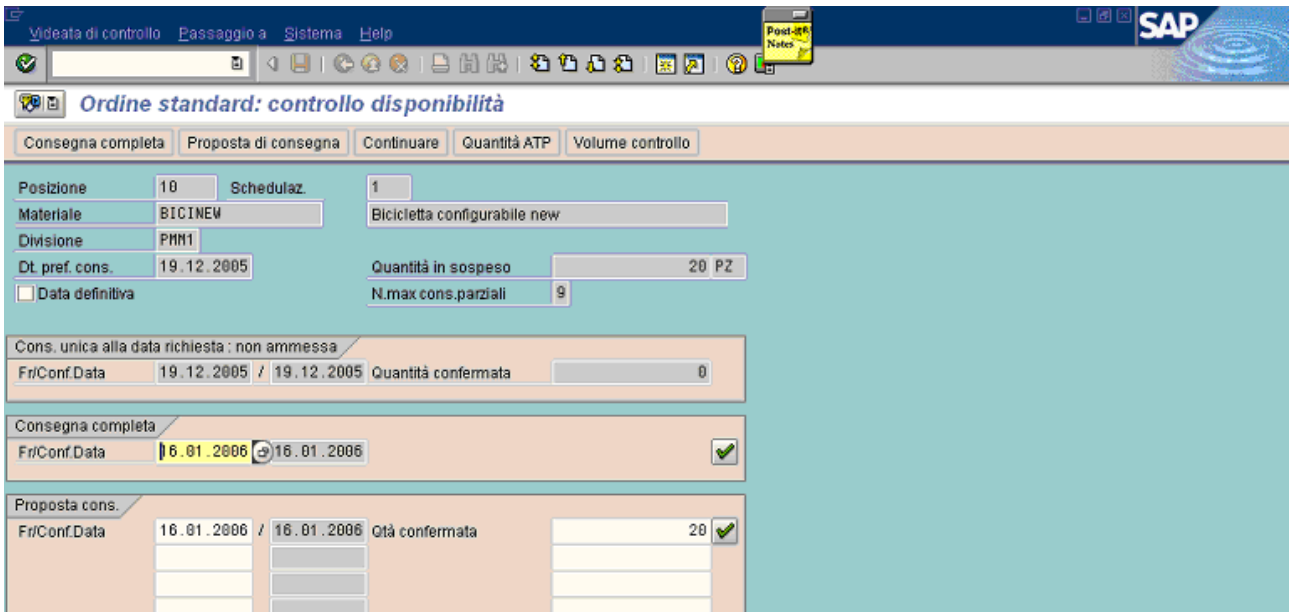 Videata di controllo Passaggio a Sistema Help
Post-it®
Notes
SAP
Ordine standard: controllo disponibilità
Consegna completa Proposta di consegna Continuare Quantità ATP Volume controllo
Posizione 10 Schedulaz. 1
Materiale BICINEW Bicicletta configurabile new
Divisione PMM1
Dt. pref. cons. 19.12.2005 Quantità in sospeso 20 PZ
Data definitiva N.max cons.parziali 9
Cons. unica alla data richiesta : non ammessa
Fr/Conf.Data 19.12.2005 / 19.12.2005 Quantità confermata 0
Consegna completa
Fr/Conf.Data 16.01.2006 16.01.2006
Proposta cons.
Fr/Conf.Data 16.01.2006 / 16.01.2006 Qtà confermata 20